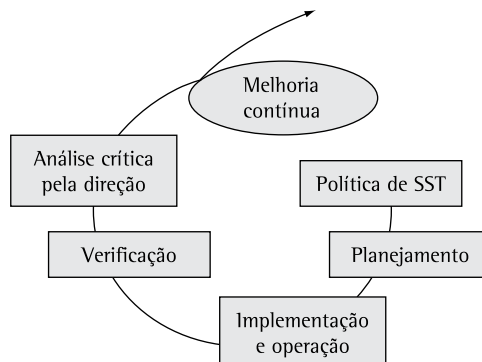 Melhoria
contínua
Análise crítica
pela direção
Política de SST
Verificação
Planejamento
Implementação
e operação